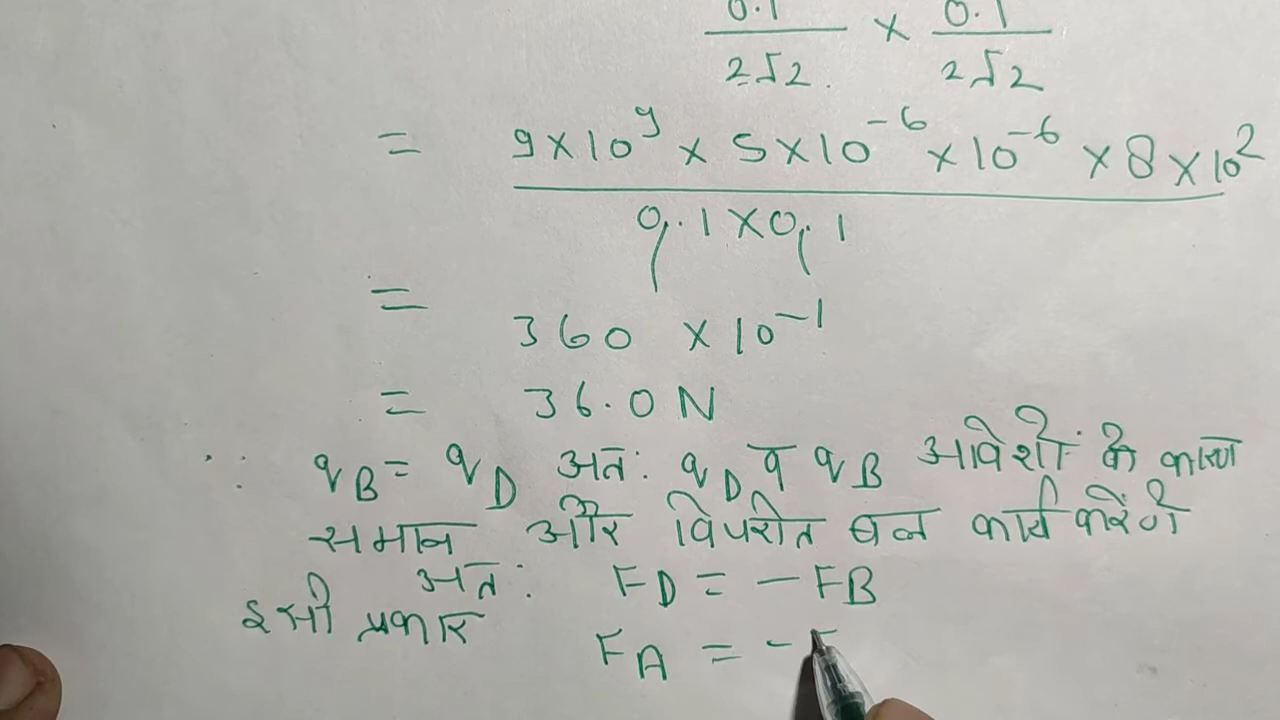 0.1 × 0.1
2√2 . 2√2
= 9×10⁹ × 5×10⁻⁶ ×10⁻⁶ × 8×10²
0.1×0.1
= 360 ×10⁻¹
= 36.0 N
∵ qB = qD अतः qD व qB आवेशों के कारण
समान और विपरीत बल कार्य करेंगे
अतः FD = −FB
इसी प्रकार FA = −